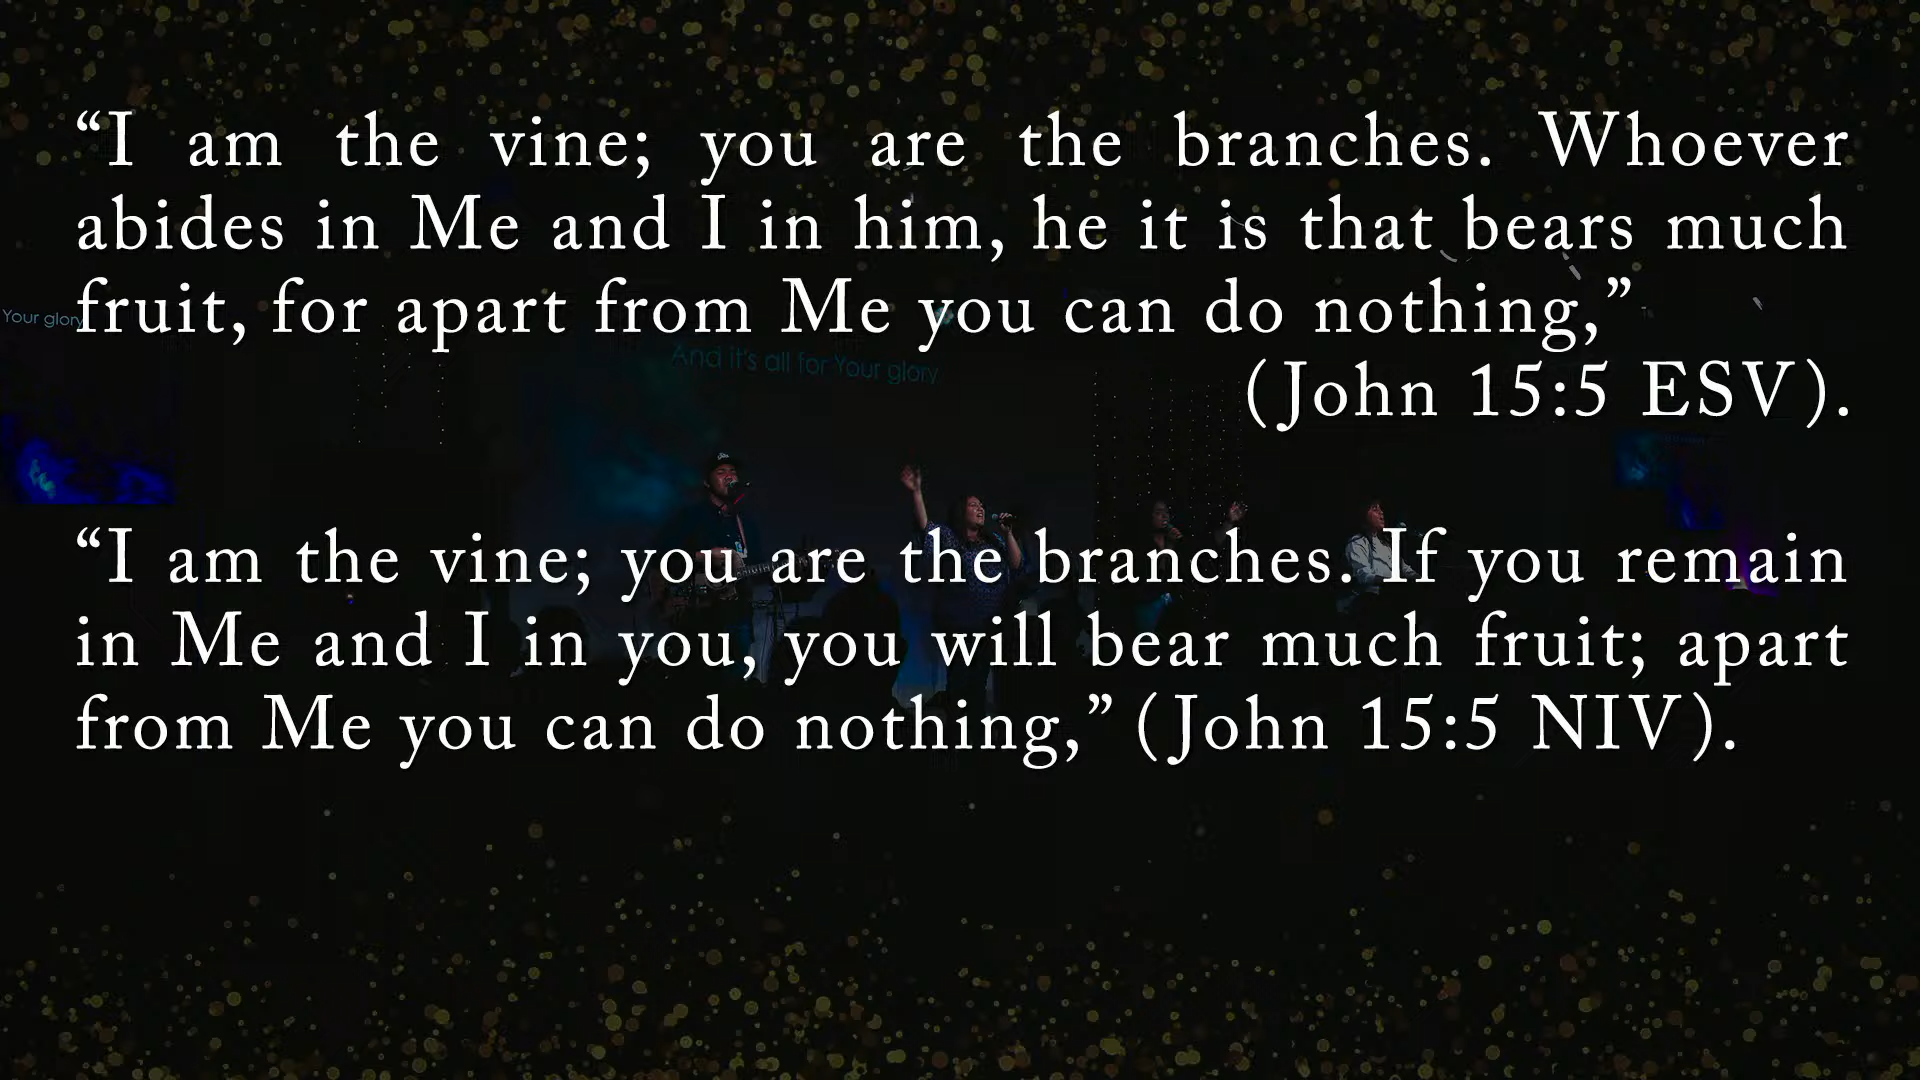 “I am the vine; you are the branches. Whoever
abides in Me and I in him, he it is that bears much
fruit, for apart from Me you can do nothing,”
(John 15:5 ESV).
Your glory
And it's all for Your glory
“I am the vine; you are the branches. If you remain
in Me and I in you, you will bear much fruit; apart
from Me you can do nothing,” (John 15:5 NIV).